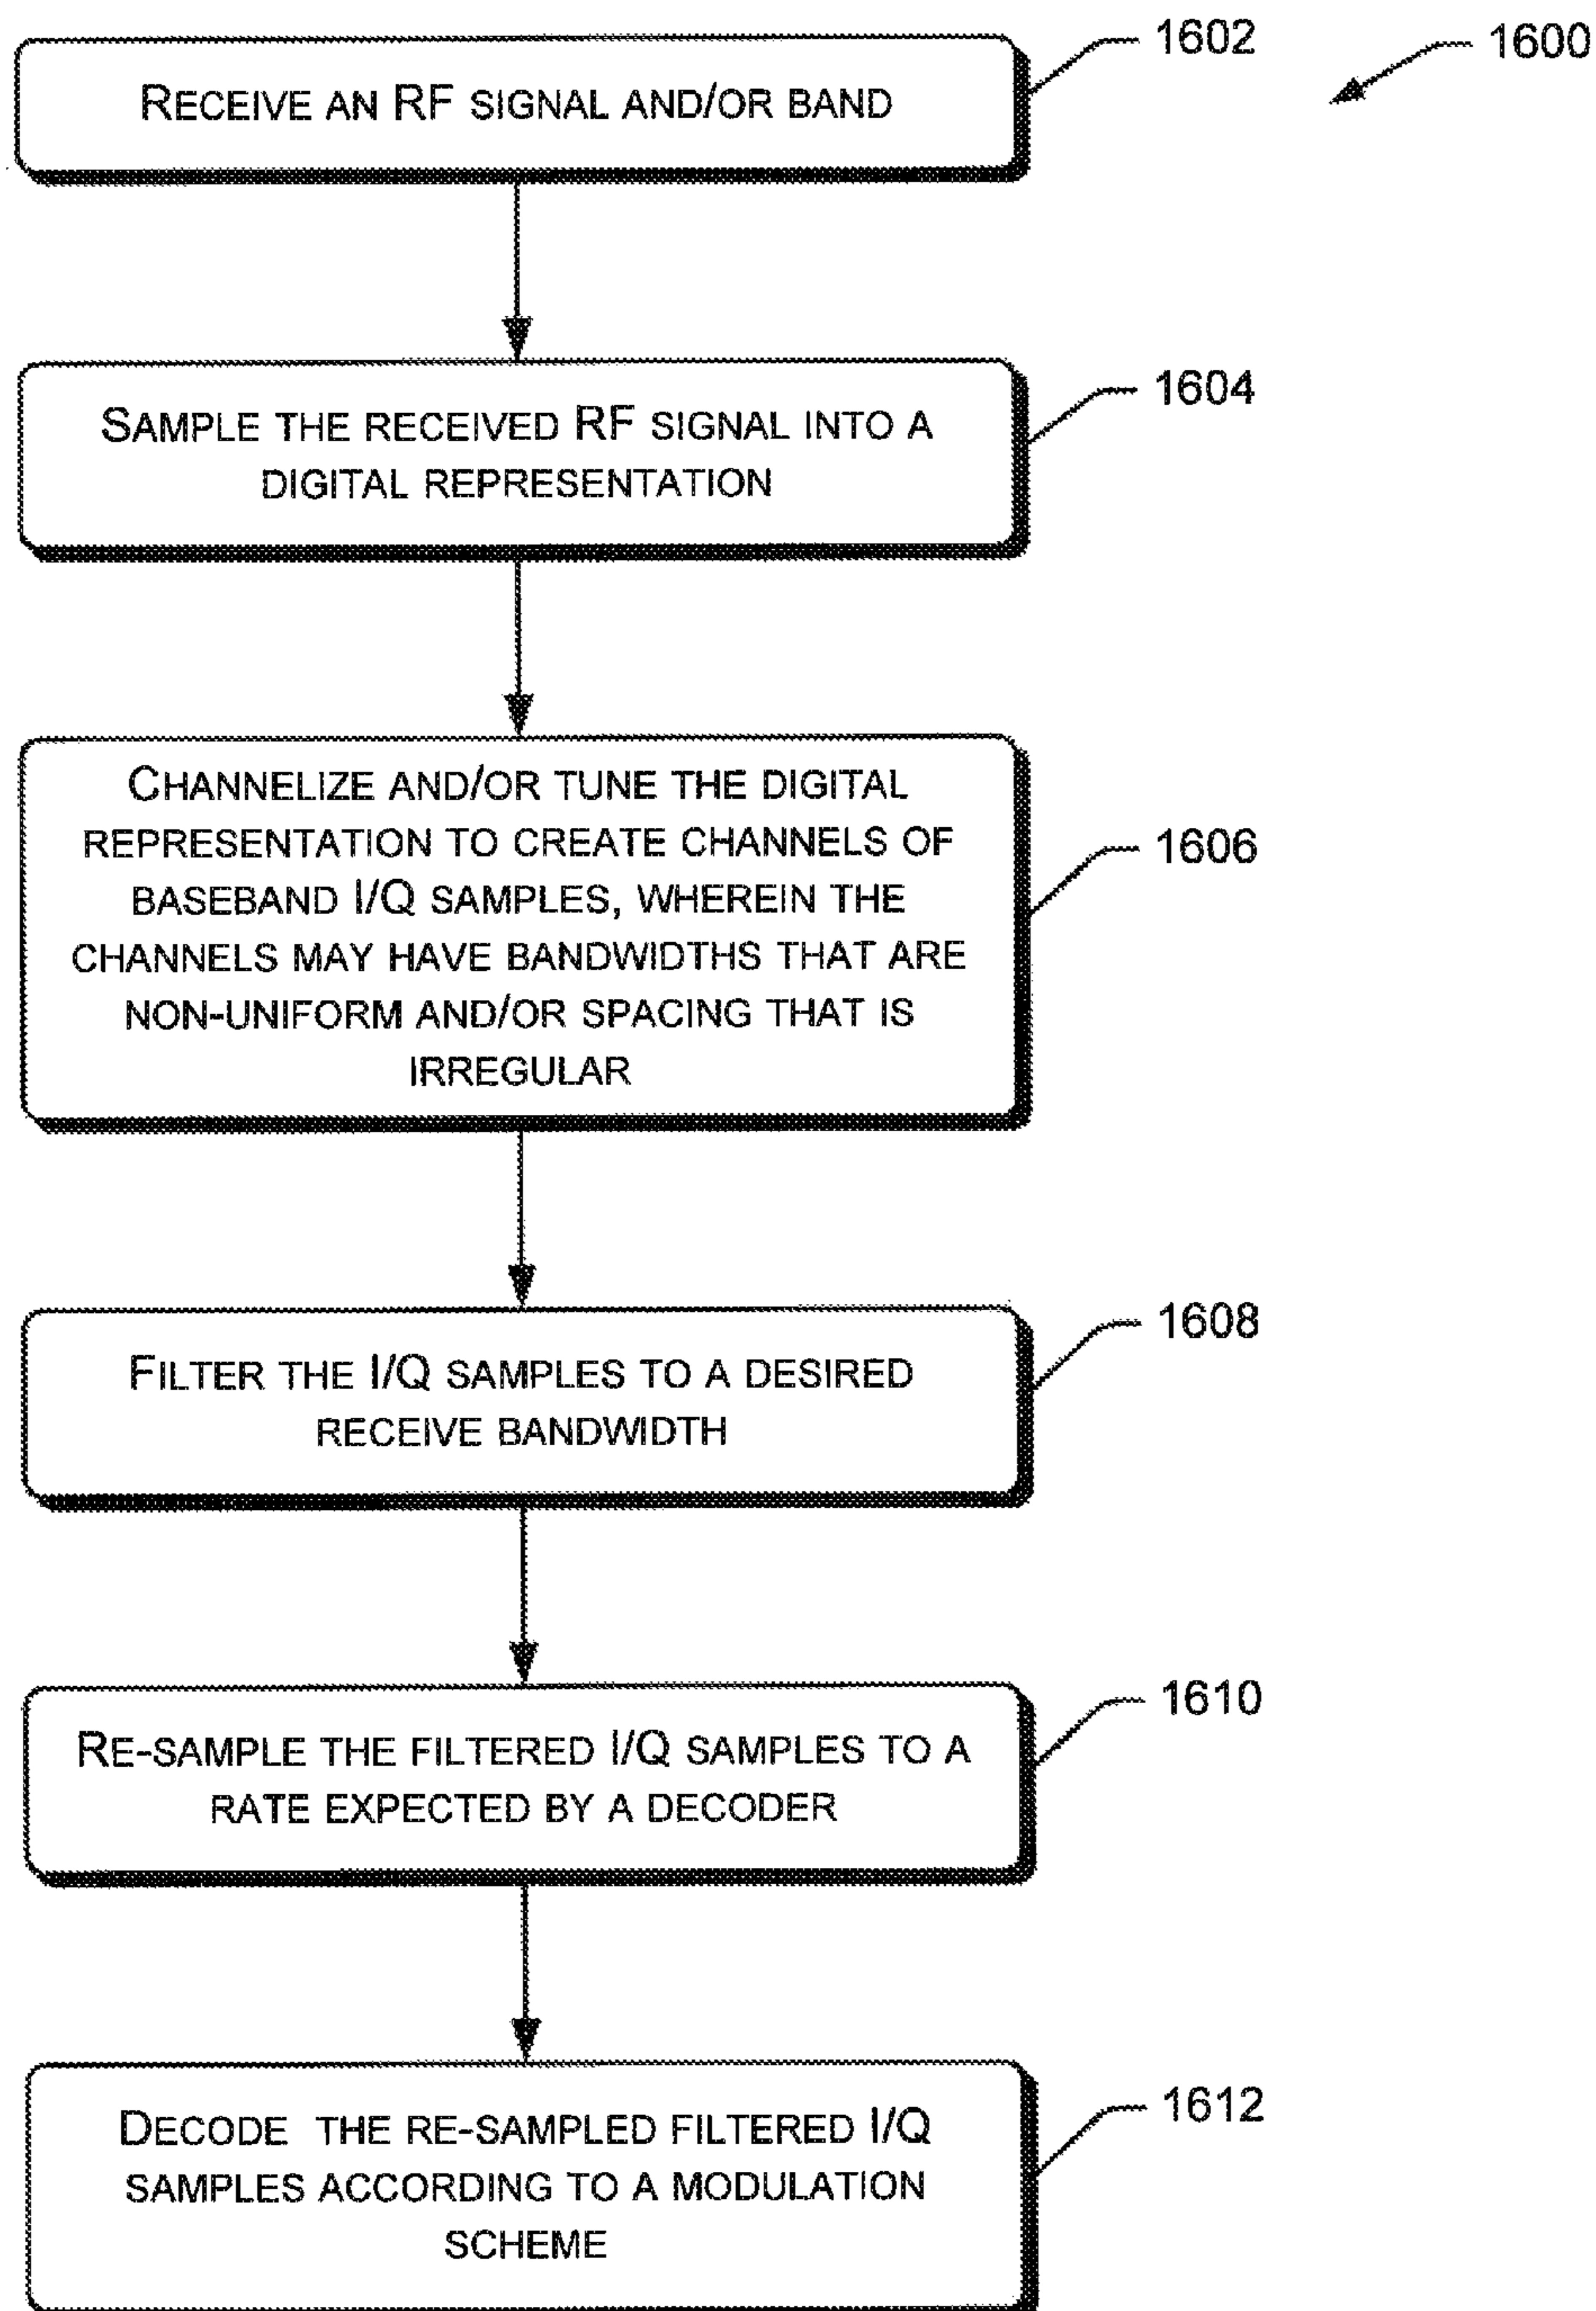 1600
1602
RECEIVE AN RF SIGNAL AND/OR BAND
1604
SAMPLE THE RECEIVED RF SIGNAL INTO A
DIGITAL REPRESENTATION
1606
CHANNELIZE AND/OR TUNE THE DIGITAL
REPRESENTATION TO CREATE CHANNELS OF
BASEBAND I/Q SAMPLES, WHEREIN THE
CHANNELS MAY HAVE BANDWIDTHS THAT ARE
NON-UNIFORM AND/OR SPACING THAT IS
IRREGULAR
1608
FILTER THE I/Q SAMPLES TO A DESIRED
RECEIVE BANDWIDTH
1610
RE-SAMPLE THE FILTERED I/Q SAMPLES TO A
RATE EXPECTED BY A DECODER
1612
DECODE THE RE-SAMPLED FILTERED I/Q
SAMPLES ACCORDING TO A MODULATION
SCHEME